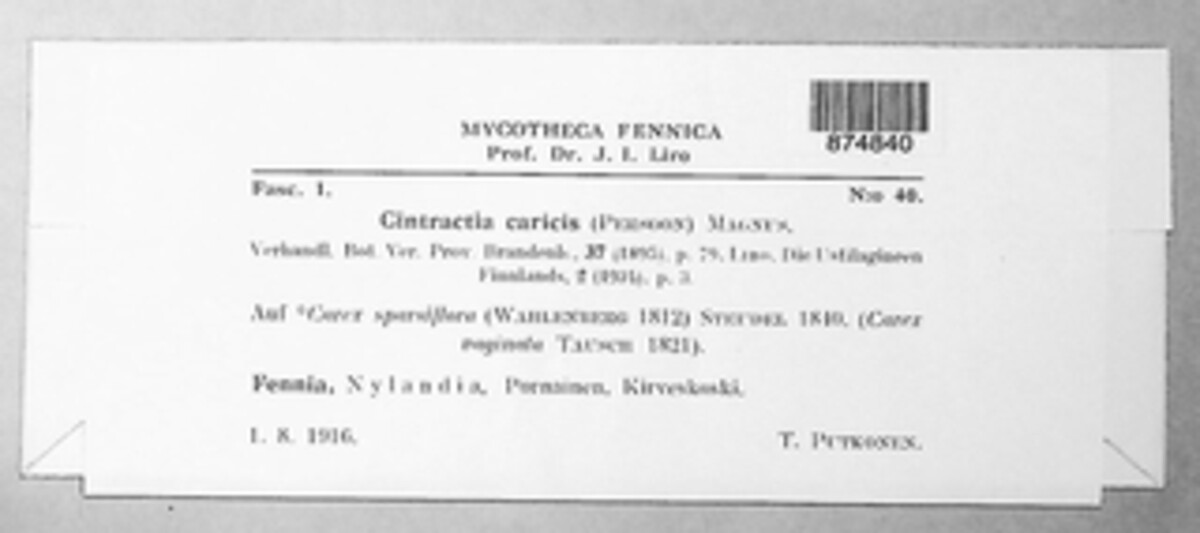 874840
MYCOTHECA FENNICA
Prof. Dr. J. I. Liro
Fasc. 1.
N:o 40.
Cintractia caricis (PERSOON) MAGNUS.
Verhandl. Bot. Ver. Prov. Brandenb., 37 (1895), p. 79. LIRO, Die Ustilagineen
Finnlands, 2 (1938), p. 3.
Auf *Carex sparsiflora (WAHLENBERG 1812) STEUDEL 1840. (Carex
vaginata TAUSCH 1821).
Fennia, Nylandia, Pornainen, Kirveskoski.
1. 8. 1916.
T. PUTKONEN.